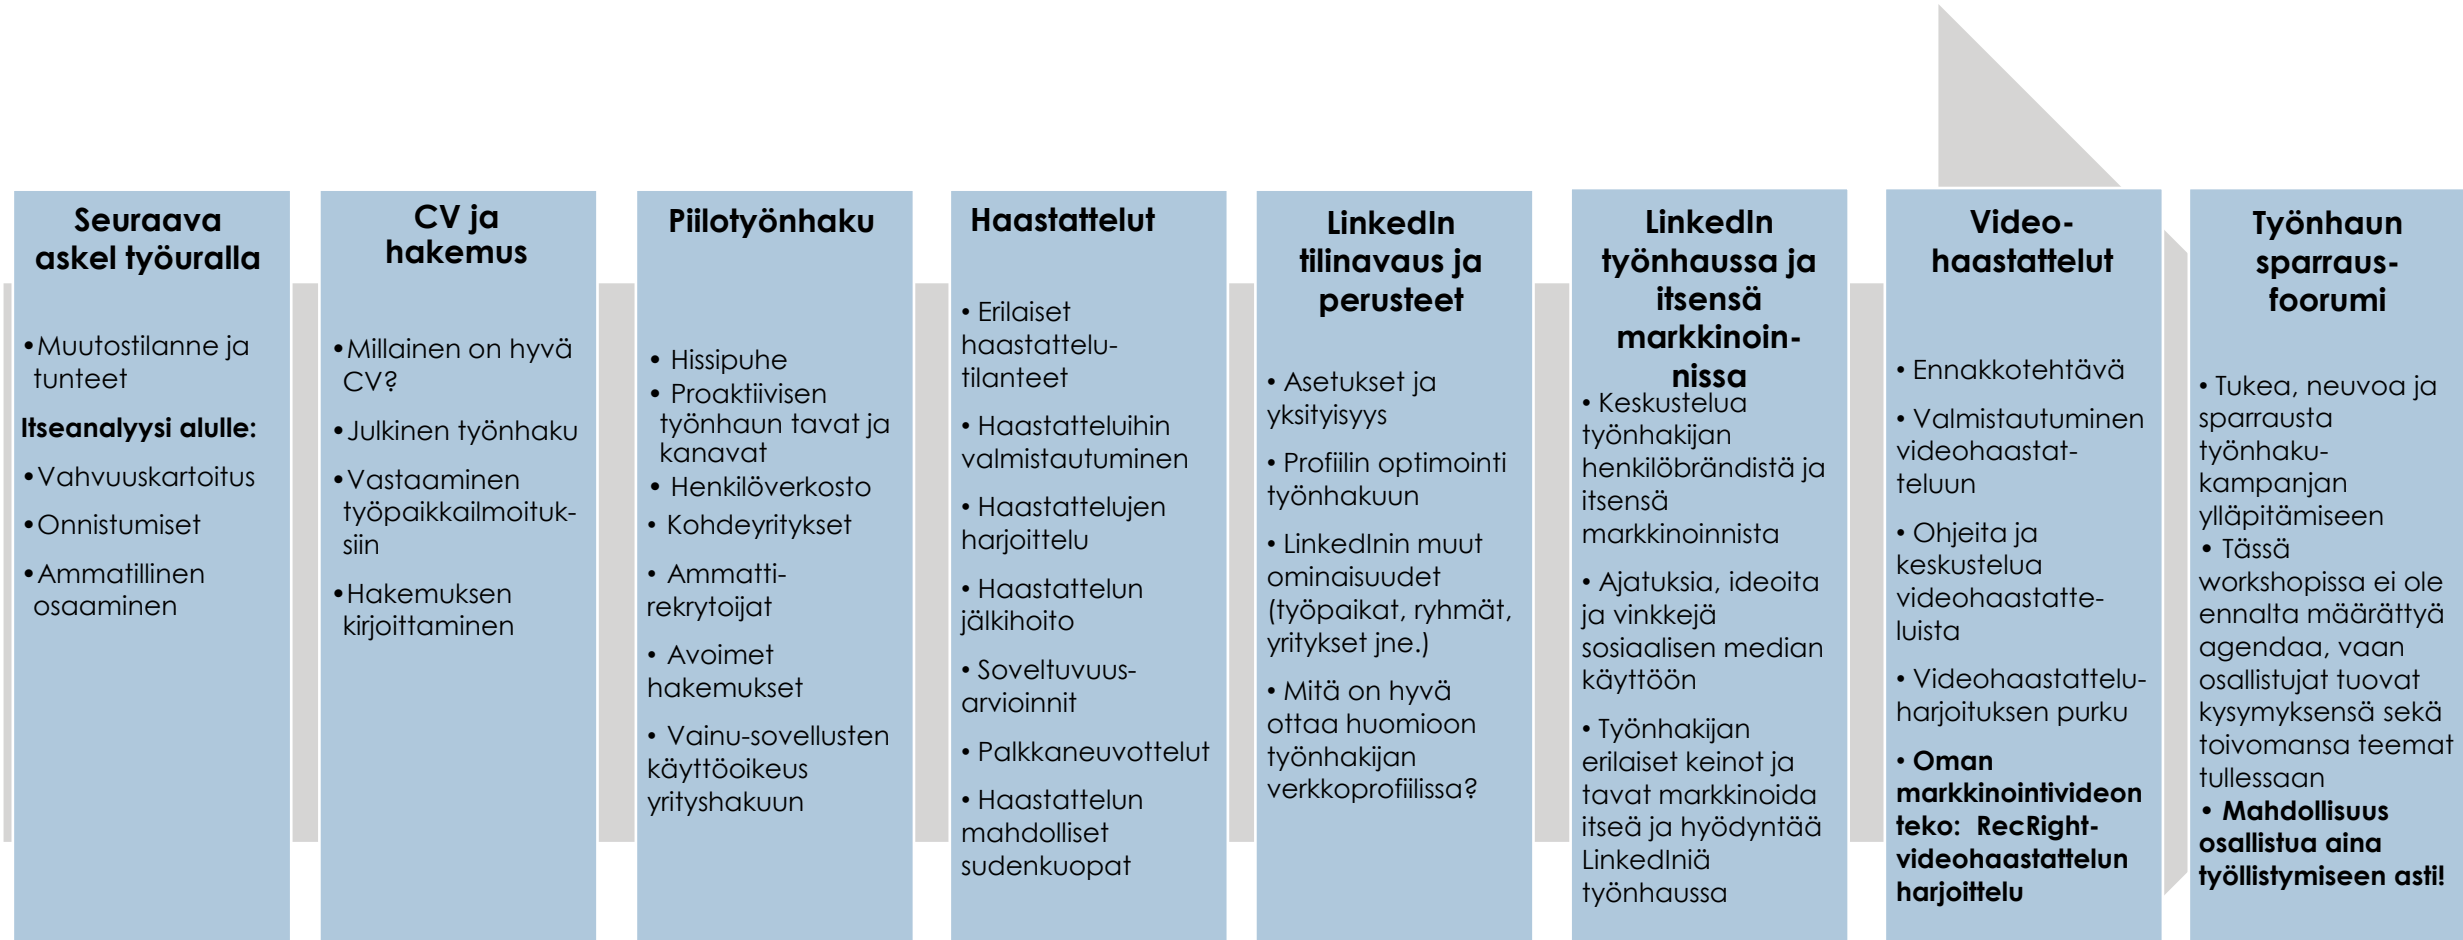 Seuraava
askel työuralla
•Muutostilanne ja
tunteet
Itseanalyysi alulle:
•Vahvuuskartoitus
•Onnistumiset
•Ammatillinen
osaaminen
CV ja
hakemus
•Millainen on hyvä
CV?
•Julkinen työnhaku
•Vastaaminen
työpaikkailmoituk-
siin
•Hakemuksen
kirjoittaminen
Piilotyönhaku
• Hissipuhe
• Proaktiivisen
työnhaun tavat ja
kanavat
• Henkilöverkosto
• Kohdeyritykset
• Ammatti-
rekrytoijat
• Avoimet
hakemukset
• Vainu-sovellusten
käyttöoikeus
yrityshakuun
Haastattelut
• Erilaiset
haastattelu-
tilanteet
• Haastatteluihin
valmistautuminen
• Haastattelujen
harjoittelu
• Haastattelun
jälkihoito
• Soveltuvuus-
arvioinnit
• Palkkaneuvottelut
• Haastattelun
mahdolliset
sudenkuopat
LinkedIn
tilinavaus ja
perusteet
• Asetukset ja
yksityisyys
• Profiilin optimointi
työnhakuun
• LinkedInin muut
ominaisuudet
(työpaikat, ryhmät,
yritykset jne.)
• Mitä on hyvä
ottaa huomioon
työnhakijan
verkkoprofiilissa?
LinkedIn
työnhaussa ja
itsensä
markkinoin-
nissa
• Keskustelua
työnhakijan
henkilöbrändistä ja
itsensä
markkinoinnista
• Ajatuksia, ideoita
ja vinkkejä
sosiaalisen median
käyttöön
• Työnhakijan
erilaiset keinot ja
tavat markkinoida
itseä ja hyödyntää
LinkedIniä
työnhaussa
Video-
haastattelut
• Ennakkotehtävä
• Valmistautuminen
videohaastat-
teluun
• Ohjeita ja
keskustelua
videohaastatte-
luista
• Videohaastattelu-
harjoituksen purku
• Oman
markkinointivideon
teko: RecRight-
videohaastattelun
harjoittelu
Työnhaun
sparraus-
foorumi
• Tukea, neuvoa ja
sparrausta
työnhaku-
kampanjan
ylläpitämiseen
• Tässä
workshopissa ei ole
ennalta määrättyä
agendaa, vaan
osallistujat tuovat
kysymyksensä sekä
toivomansa teemat
tullessaan
• Mahdollisuus
osallistua aina
työllistymiseen asti!